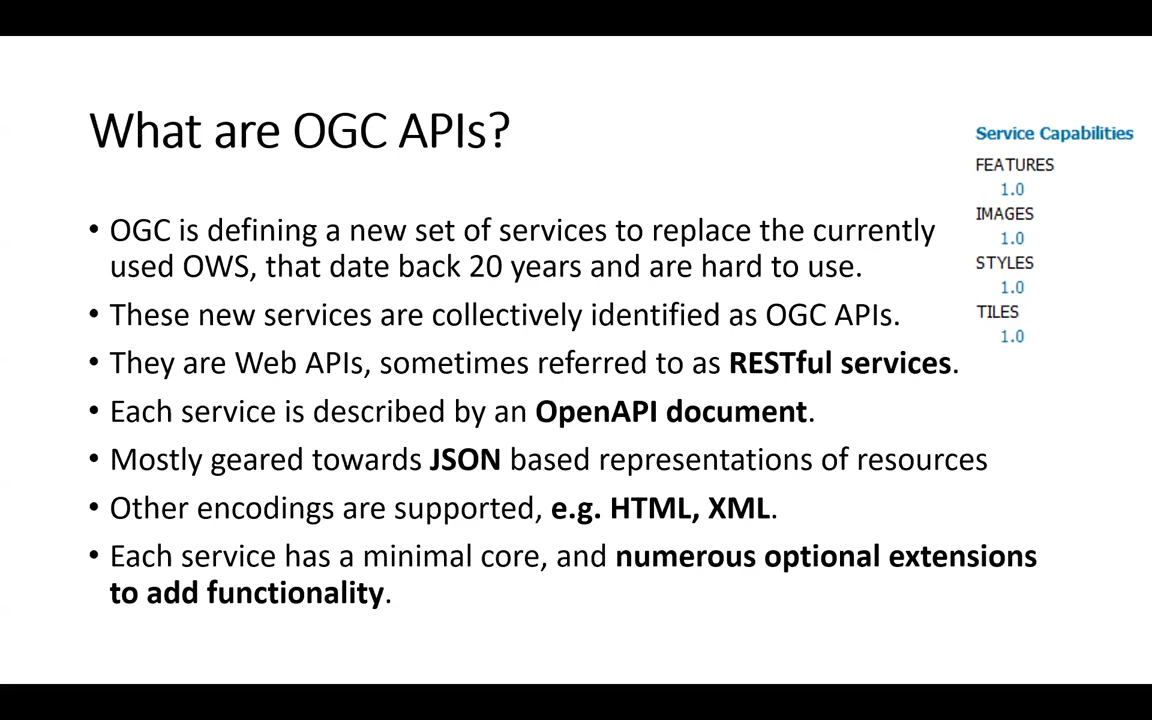 What are OGC APIs?
• OGC is defining a new set of services to replace the currently
used OWS, that date back 20 years and are hard to use.
• These new services are collectively identified as OGC APIs.
• They are Web APIs, sometimes referred to as RESTful services.
• Each service is described by an OpenAPI document.
• Mostly geared towards JSON based representations of resources
• Other encodings are supported, e.g. HTML, XML.
• Each service has a minimal core, and numerous optional extensions
to add functionality.
Service Capabilities
FEATURES
1.0
IMAGES
1.0
STYLES
1.0
TILES
1.0